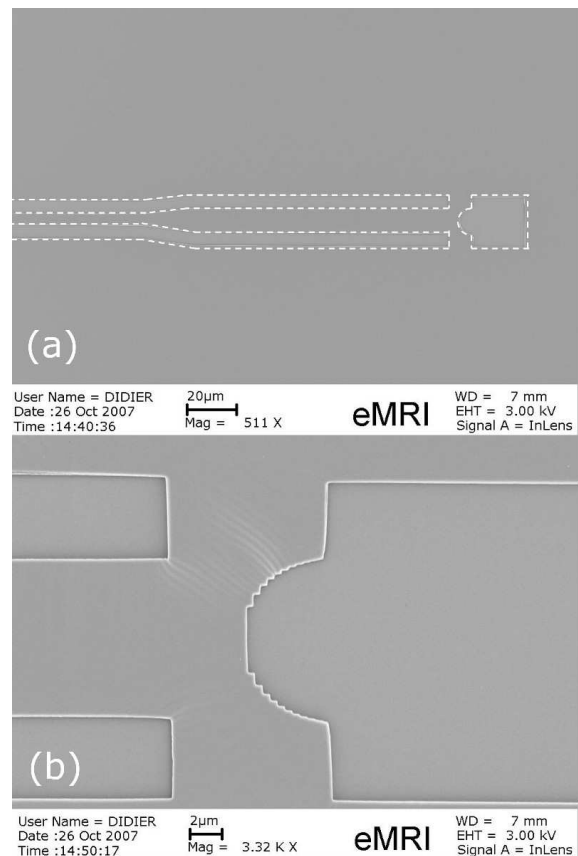 (a)
User Name = DIDIER
Date :26 Oct 2007
Time :14:40:36
20µm
Mag = 511 X
eMRI
WD = 7 mm
EHT = 3.00 kV
Signal A = InLens
(b)
User Name = DIDIER
Date :26 Oct 2007
Time :14:50:17
2µm
Mag = 3.32 K X
eMRI
WD = 7 mm
EHT = 3.00 kV
Signal A = InLens